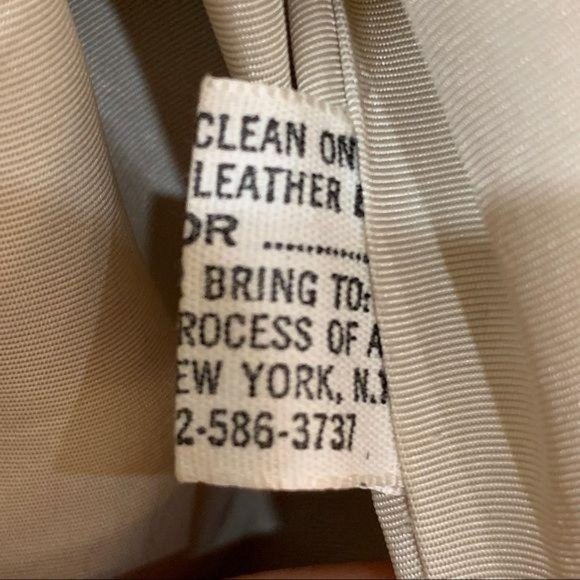 CLEAN ON
LEATHER
OR ............
BRING TO:
ROCESS OF A
EW YORK, N.Y
2-586-3737